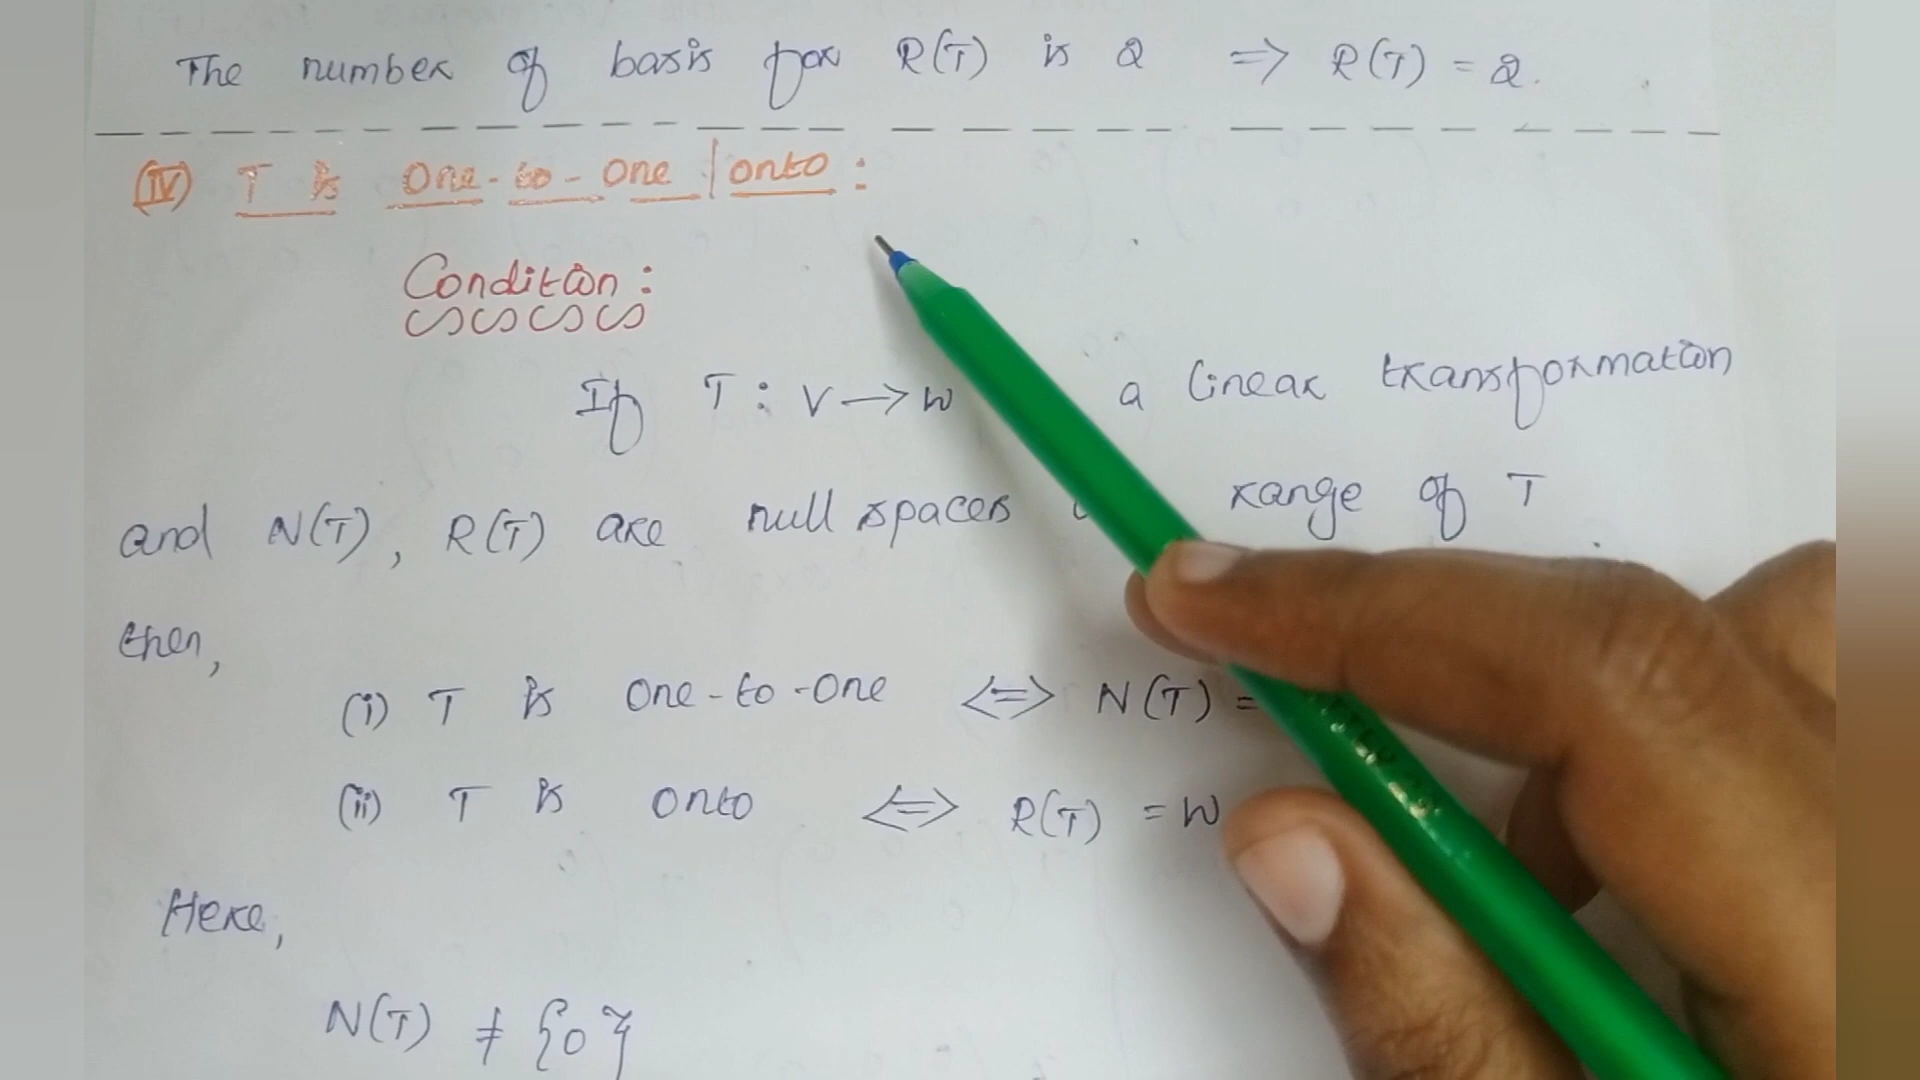 The number of basis for R(T) is 2 => R(T) = 2.
(IV) T is One-to-One | onto :
Condition :
If T : V → W a linear transformation
and N(T), R(T) are null spaces range of T
then,
(i) T is One-to-One <=> N(T) =
(ii) T is Onto <=> R(T) = W
Here,
N(T) ≠ {0}